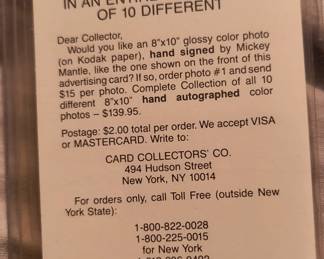 IN AN ENTIRE
OF 10 DIFFERENT
Dear Collector,
Would you like an 8"x10" glossy color photo
(on Kodak paper), hand signed by Mickey
Mantle, like the one shown on the front of this
advertising card? If so, order photo #1 and send
$15 per photo. Complete Collection of all 10
different 8"x10" hand autographed color
photos – $139.95.
Postage: $2.00 total per order. We accept VISA
or MASTERCARD. Write to:
CARD COLLECTORS' CO.
494 Hudson Street
New York, NY 10014
For orders only, call Toll Free (outside New
York State):
1-800-822-0028
1-800-225-0015
for New York